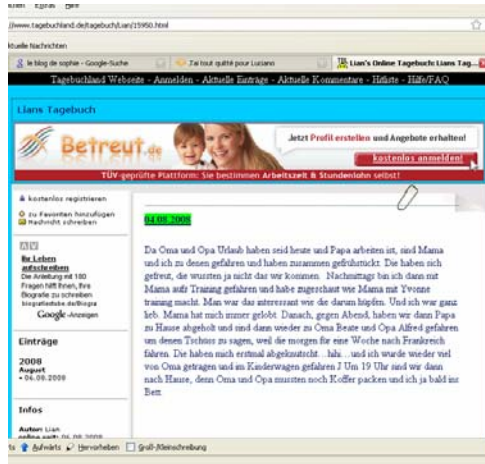 Datei Extras Hilfe
//www.tagebuchland.de/tagebuch/Lian/15950.html
Aktuelle Nachrichten
le blog de sophie - Google-Suche
J'ai tout quitté pour Luciano
Lian's Online Tagebuch: Lians Tag...
Tagebuchland Webseite - Anmelden - Aktuelle Einträge - Aktuelle Kommentare - Hitliste - Hilfe/FAQ
Lians Tagebuch
Betreut.de
Jetzt Profil erstellen und Angebote erhalten!
kostenlos anmelden!
TÜV-geprüfte Plattform: Sie bestimmen Arbeitszeit & Stundenlohn selbst!
kostenlos registrieren
zu Favoriten hinzufügen
Nachricht schreiben
Ihr Leben
aufschreiben
Die Anleitung mit 100
Fragen hilft Ihnen, Ihre
Biografie zu schreiben
Google-Anzeigen
Einträge
2008
August
• 04.08.2008
Infos
Autor: Lian
online seit: 06.08.2008
04.08.2008
Da Oma und Opa Urlaub haben seid heute und Papa arbeiten ist, sind Mama
und ich zu denen gefahren und haben zusammen gefrühstückt. Die haben sich
gefreut, die wussten ja nicht das wir kommen. Nachmittags bin ich dann mit
Mama aufs Training gefahren und habe zugeschaut wie Mama mit Yvonne
training macht. Man war das interessant wie die darum hüpfen. Und ich war ganz
lieb. Mama hat mich immer gelobt. Danach, gegen Abend, haben wir dann Papa
zu Hause abgeholt und sind dann wieder zu Oma Beate und Opa Alfred gefahren
um denen Tschüss zu sagen, weil die morgen für eine Woche nach Frankreich
fahren. Die haben mich erstmal abgeknutscht...hihi...und ich wurde wieder viel
von Oma getragen und im Kinderwagen gefahren J Um 19 Uhr sind wir dann
nach Hause, denn Oma und Opa mussten noch Koffer packen und ich ja bald ins
Bett
Aufwärts Hervorheben Groß-/Kleinschreibung